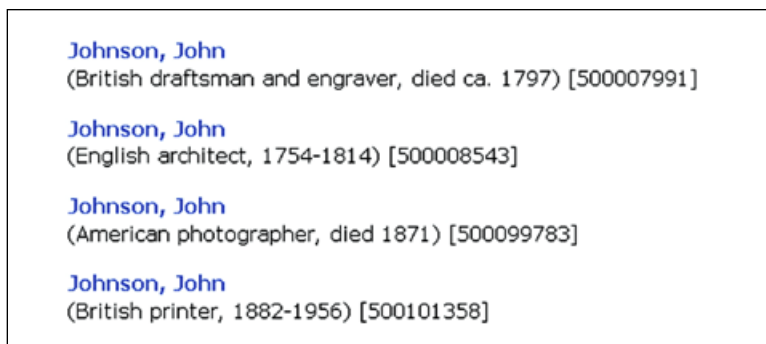 Johnson, John
(British draftsman and engraver, died ca. 1797) [500007991]
Johnson, John
(English architect, 1754-1814) [500008543]
Johnson, John
(American photographer, died 1871) [500099783]
Johnson, John
(British printer, 1882-1956) [500101358]